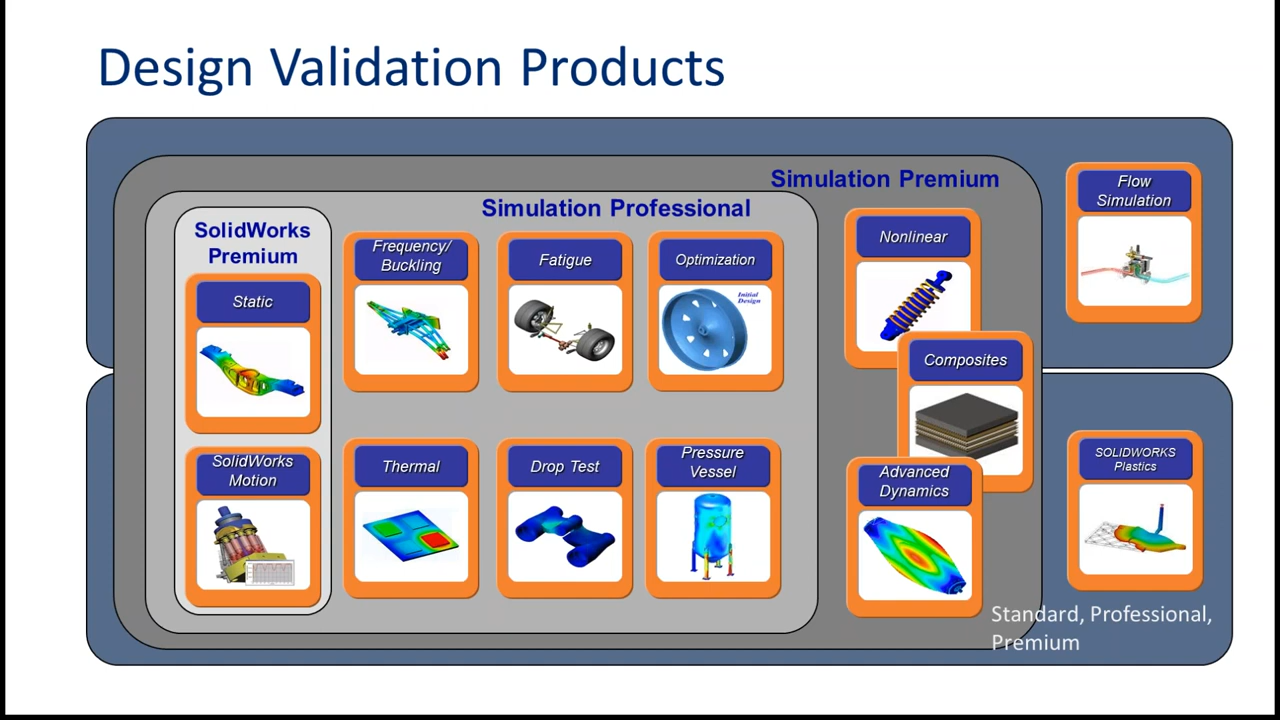 Design Validation Products
Simulation Premium
Simulation Professional
SolidWorks
Premium
Static
SolidWorks
Motion
Frequency/
Buckling
Fatigue
Optimization
Initial
Design
Thermal
Drop Test
Pressure
Vessel
Nonlinear
Composites
Advanced
Dynamics
Flow
Simulation
SOLIDWORKS
Plastics
Standard, Professional,
Premium